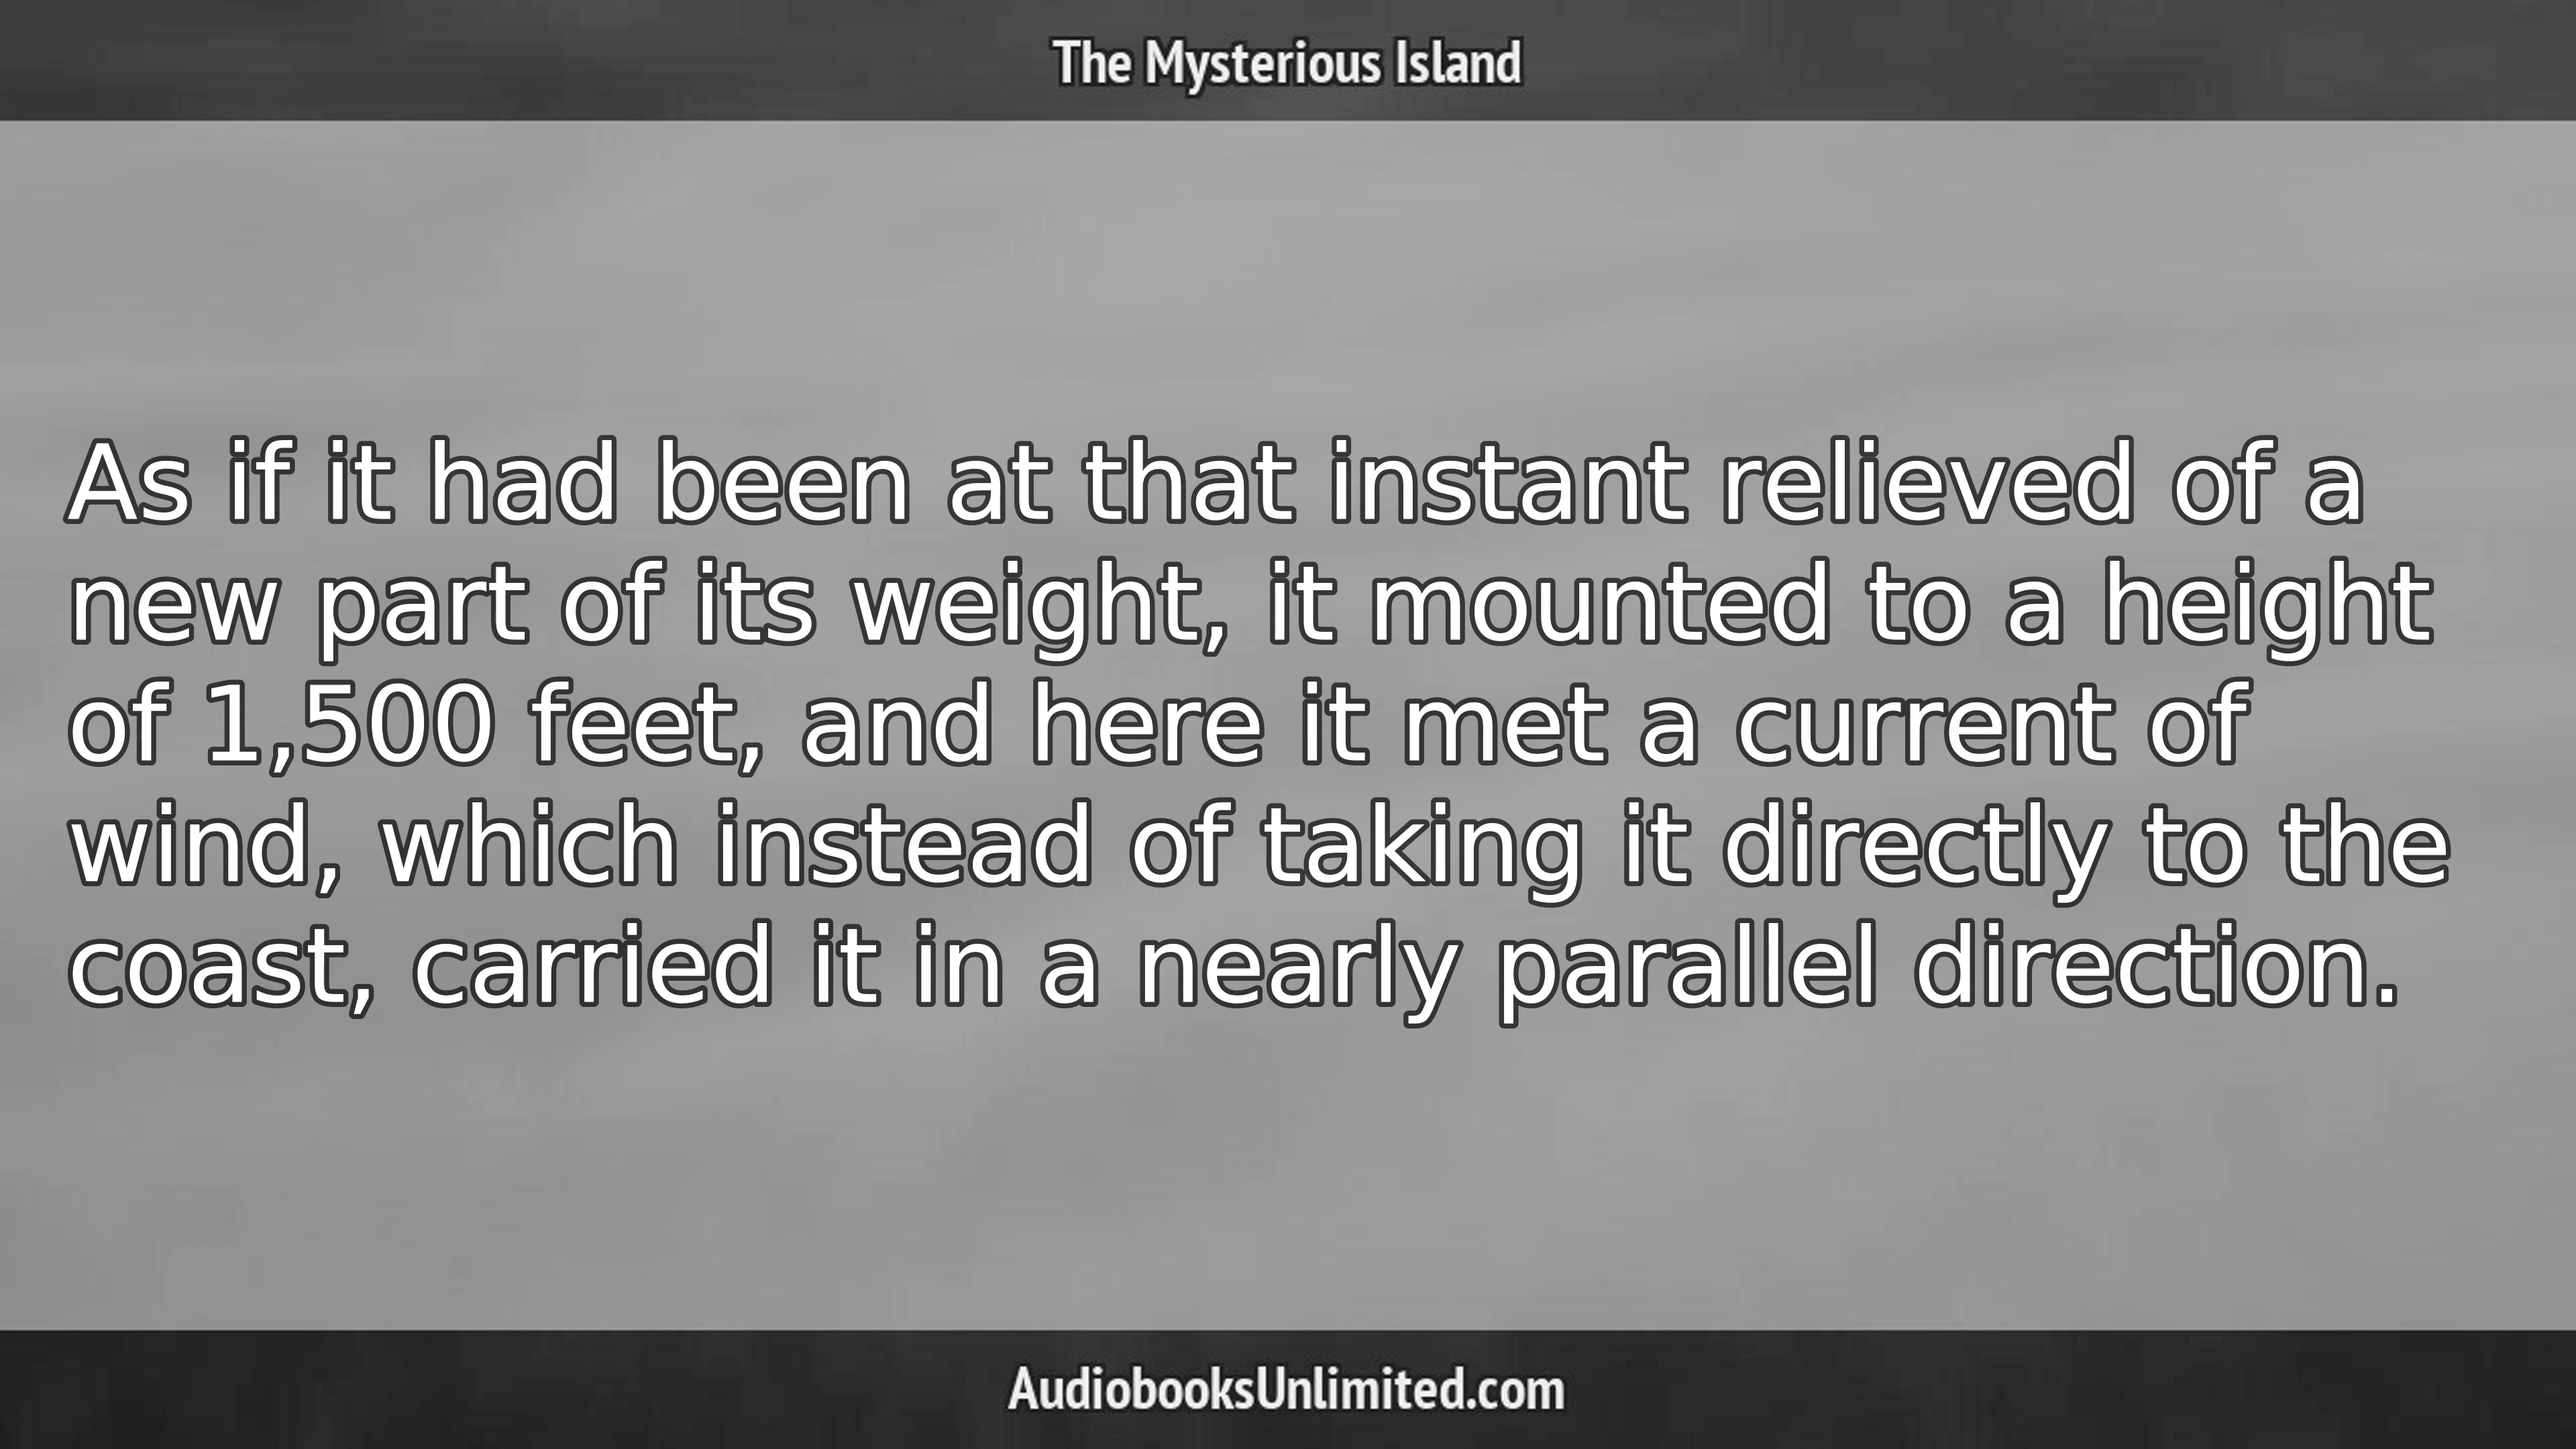 The Mysterious Island
As if it had been at that instant relieved of a
new part of its weight, it mounted to a height
of 1,500 feet, and here it met a current of
wind, which instead of taking it directly to the
coast, carried it in a nearly parallel direction.
AudiobooksUnlimited.com